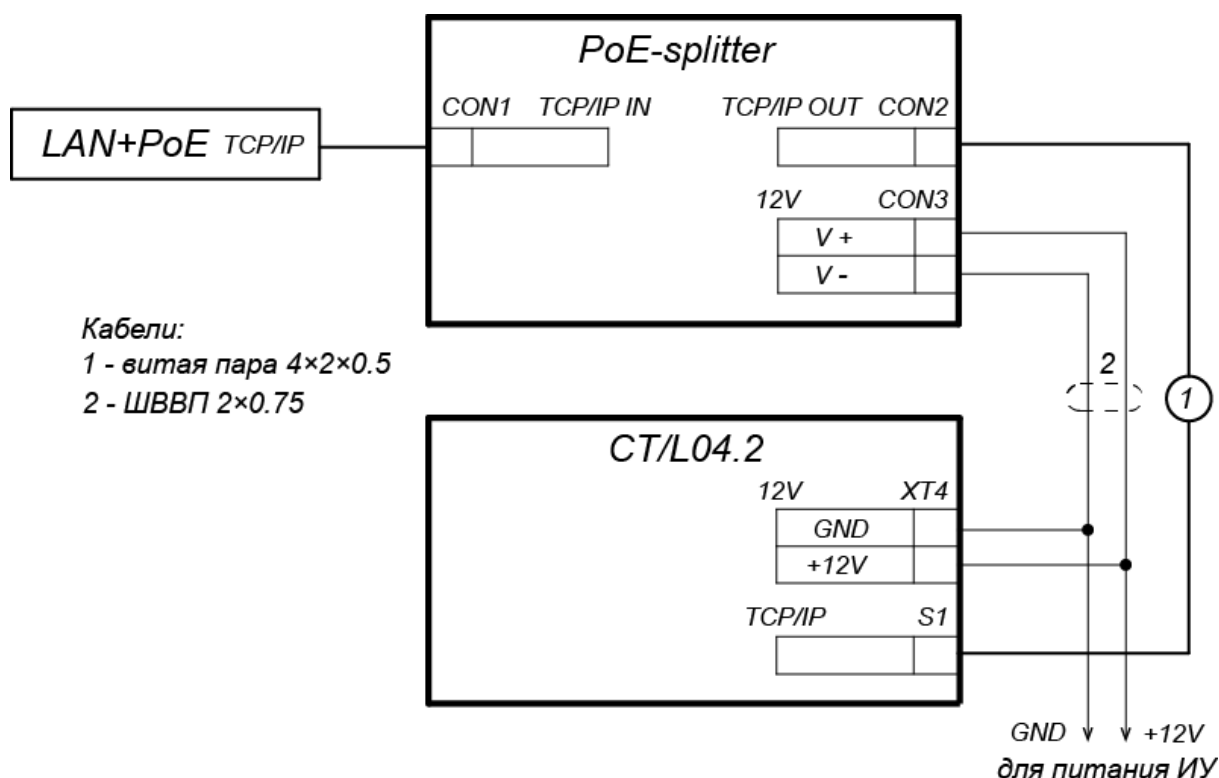 PoE-splitter
CON1 TCP/IP IN TCP/IP OUT CON2
LAN+PoE TCP/IP
12V CON3
V +
V -
Кабели:
1 - витая пара 4×2×0.5
2 - ШВВП 2×0.75
2
1
CT/L04.2
12V XT4
GND
+12V
TCP/IP S1
GND +12V
для питания ИУ